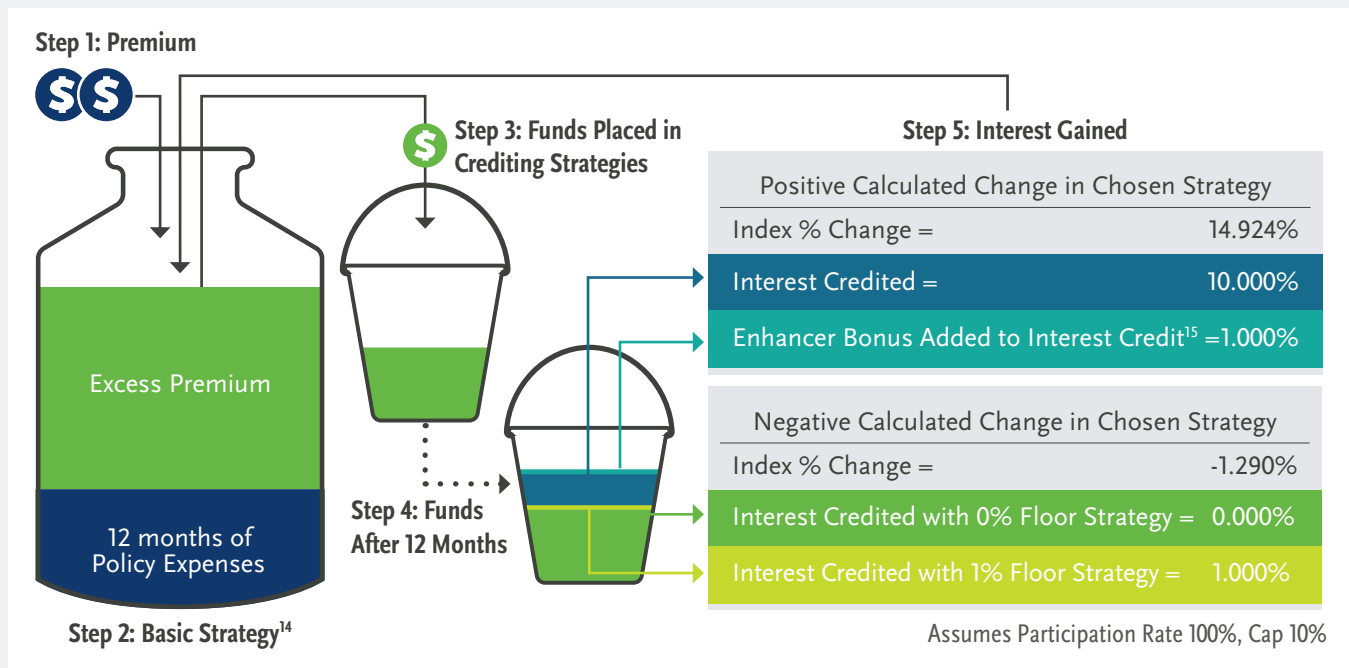 Step 1: Premium
$ $
$
Step 3: Funds Placed in
Crediting Strategies
Step 5: Interest Gained
Positive Calculated Change in Chosen Strategy
Index % Change = 14.924%
Interest Credited = 10.000%
Enhancer Bonus Added to Interest Credit¹⁵ =1.000%
Excess Premium
12 months of
Policy Expenses
Step 2: Basic Strategy¹⁴
Step 4: Funds
After 12 Months
Negative Calculated Change in Chosen Strategy
Index % Change = -1.290%
Interest Credited with 0% Floor Strategy = 0.000%
Interest Credited with 1% Floor Strategy = 1.000%
Assumes Participation Rate 100%, Cap 10%